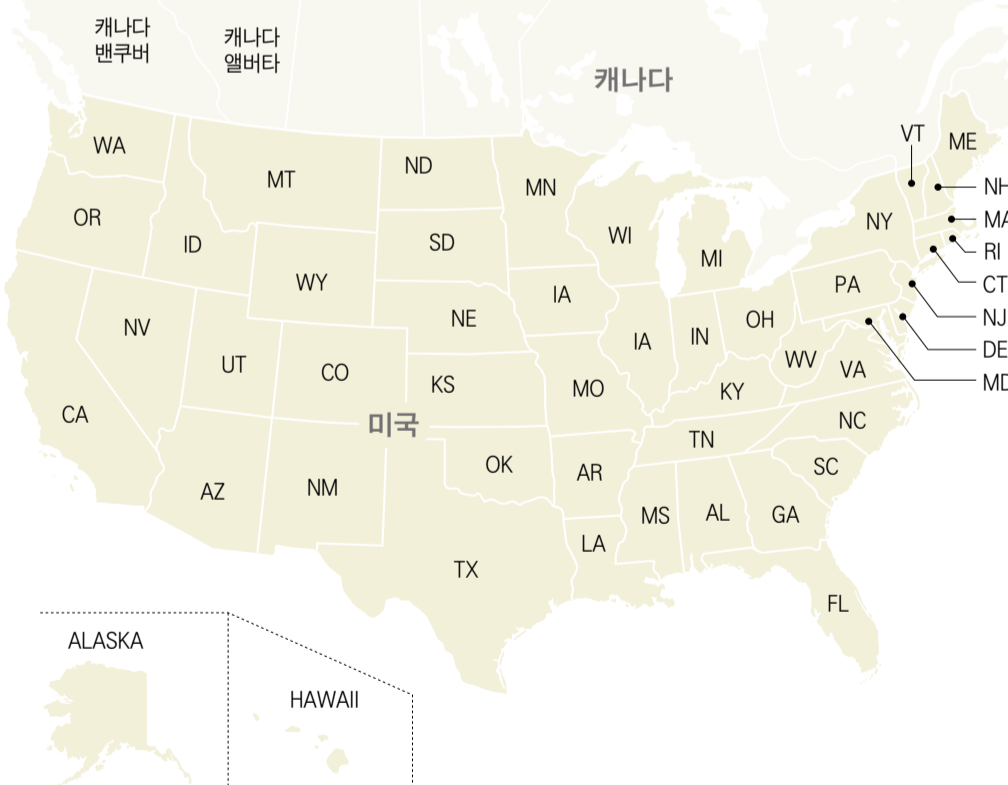 캐나다
밴쿠버
캐나다
앨버타
캐나다
WA
MT
ND
MN
VT
ME
OR
ID
SD
WI
MI
NY
NH
MA
RI
CT
WY
NE
IA
PA
NJ
NV
UT
CO
KS
IA
IN
OH
WV
VA
DE
MD
CA
미국
MO
KY
NC
AZ
NM
OK
AR
TN
SC
MS
AL
GA
LA
TX
FL
ALASKA
HAWAII